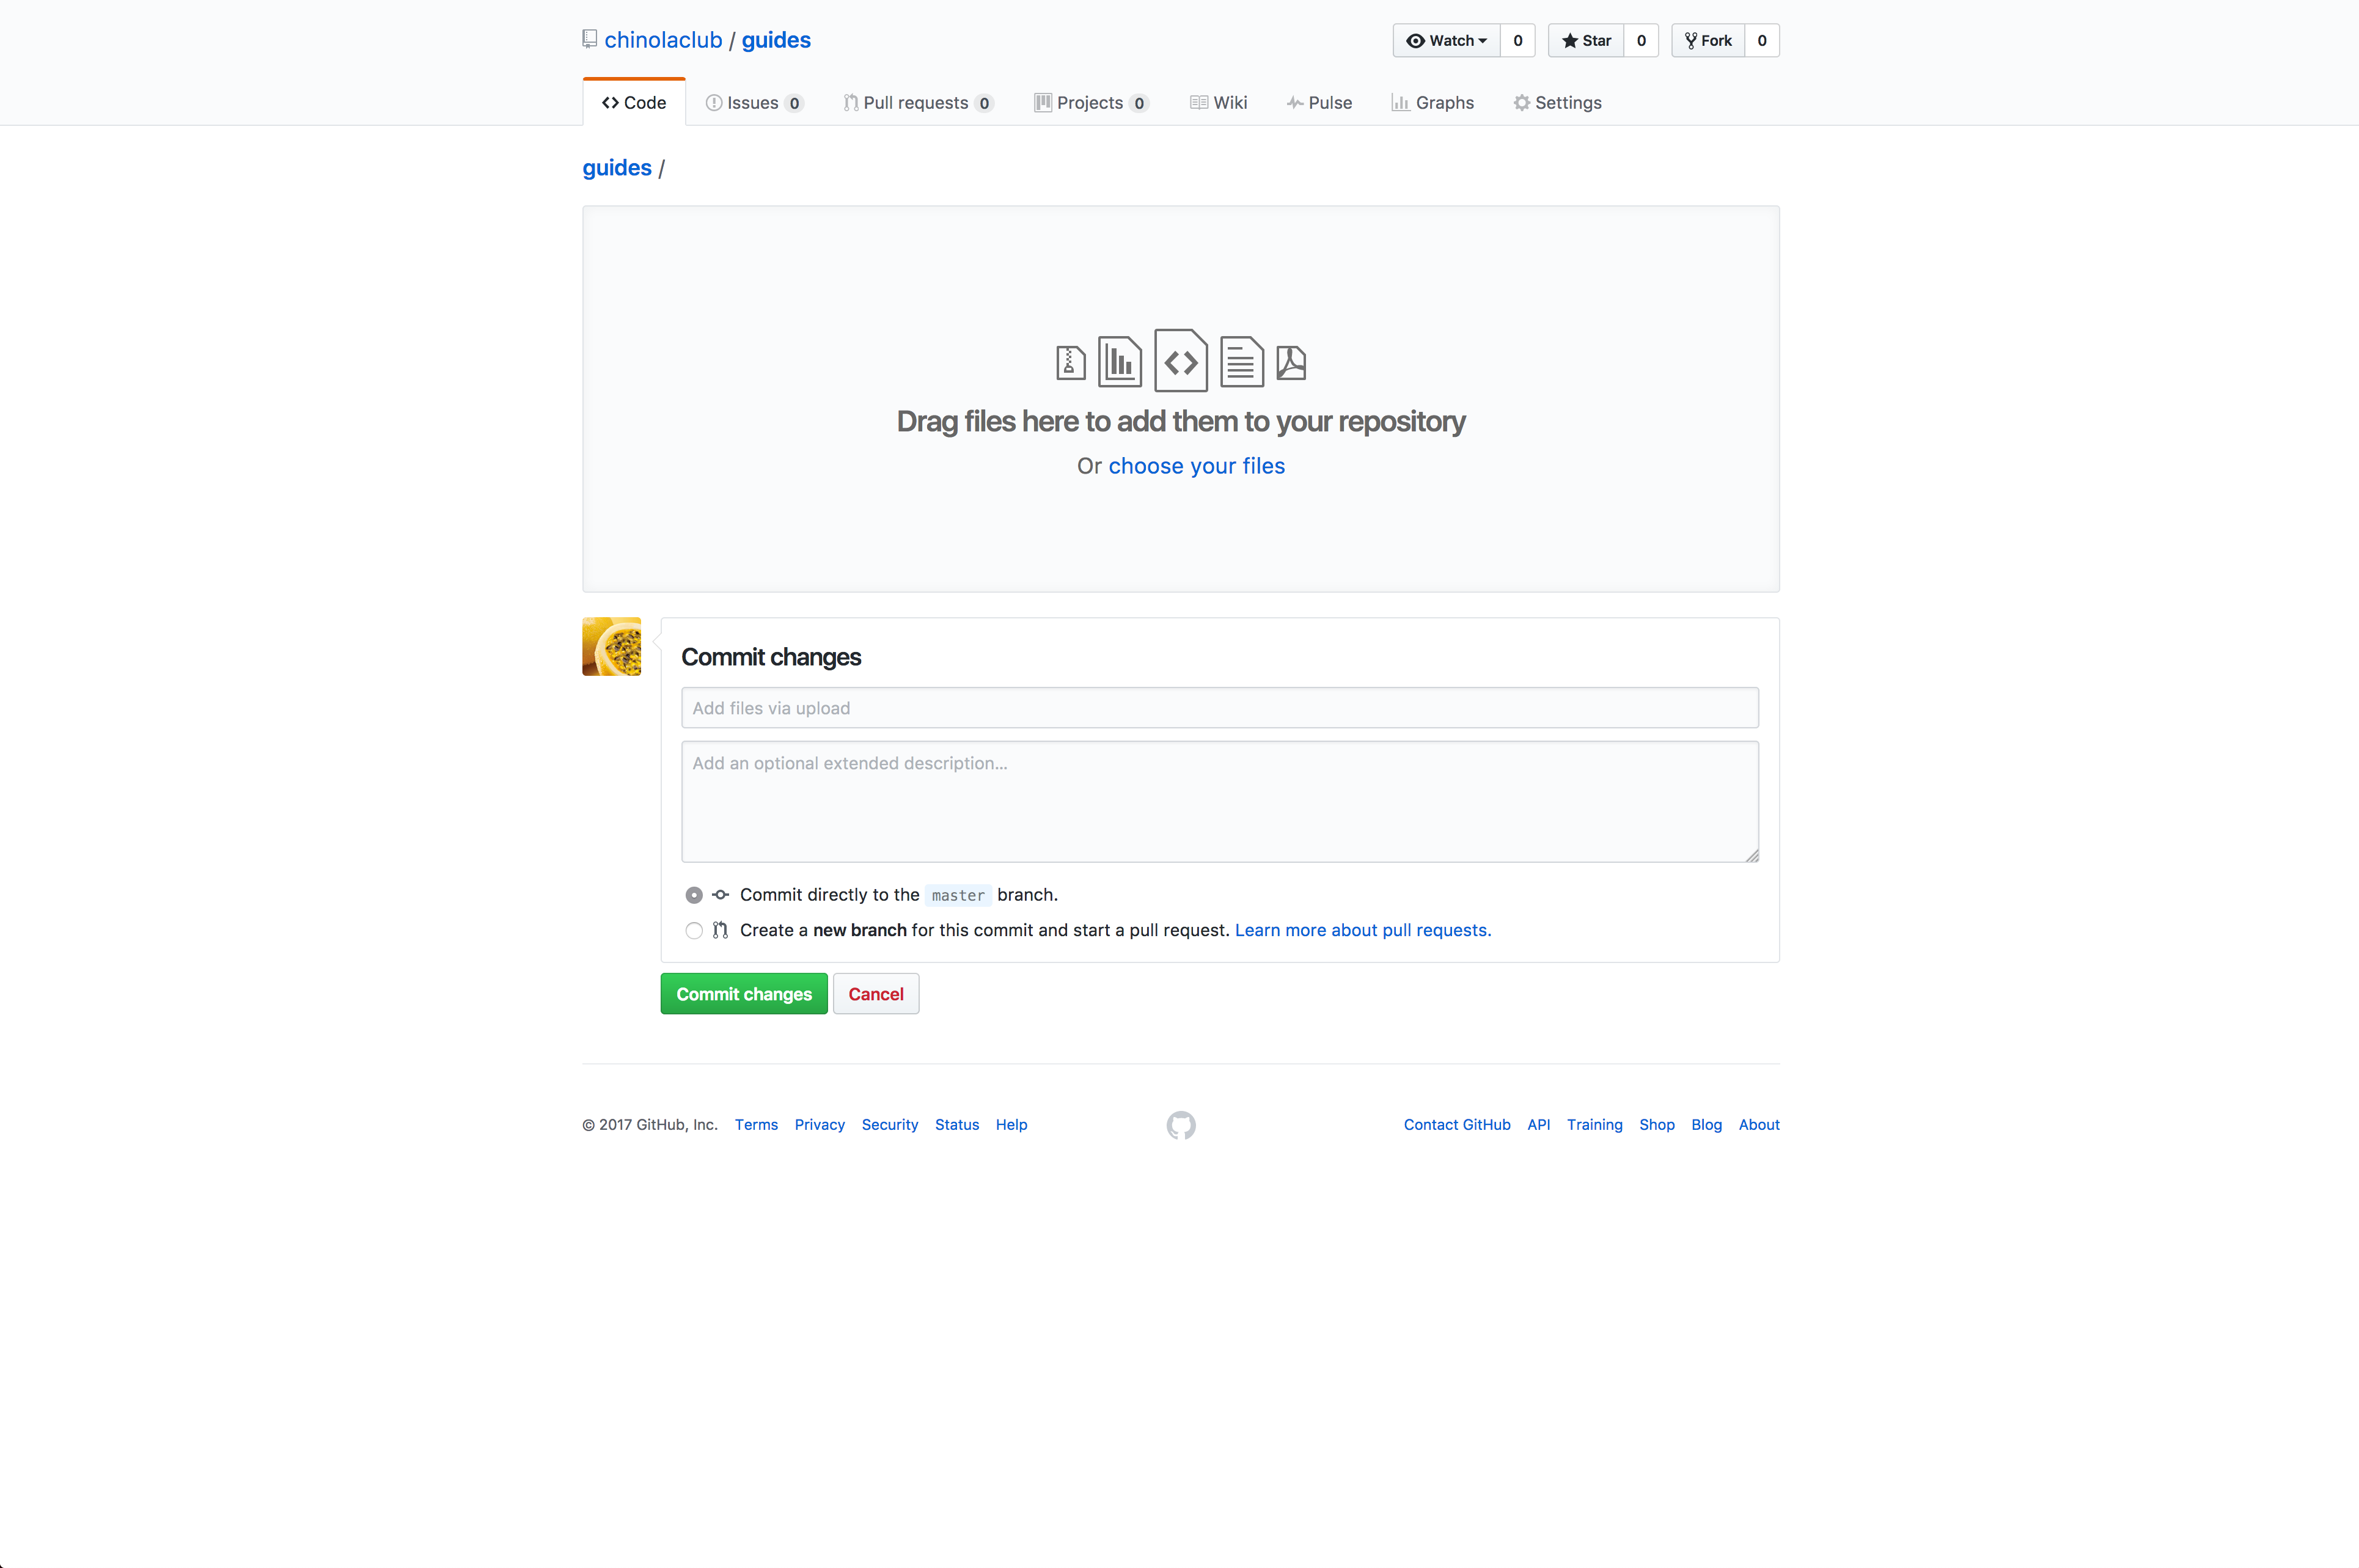 chinolaclub / guides
Watch 0 Star 0 Fork 0
Code Issues 0 Pull requests 0 Projects 0 Wiki Pulse Graphs Settings
guides /
Drag files here to add them to your repository
Or choose your files
Commit changes
Add files via upload
Add an optional extended description...
Commit directly to the master branch.
Create a new branch for this commit and start a pull request. Learn more about pull requests.
Commit changes Cancel
© 2017 GitHub, Inc. Terms Privacy Security Status Help Contact GitHub API Training Shop Blog About